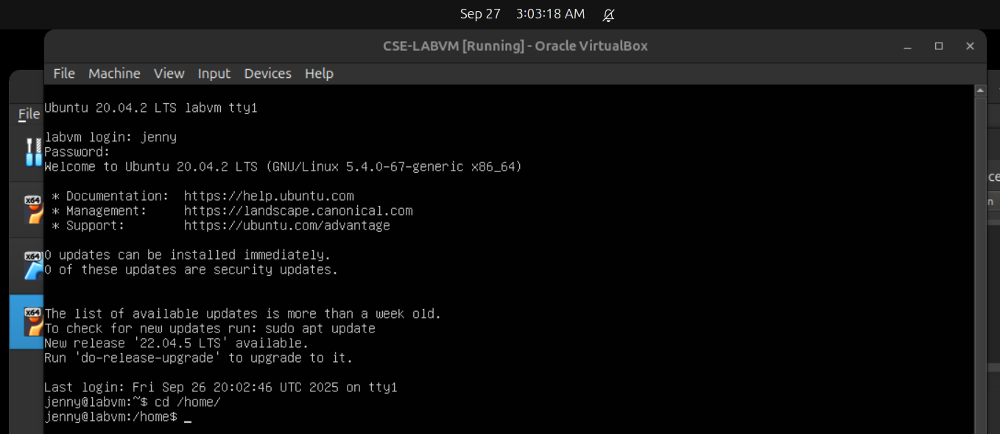 Sep 27 3:03:18 AM
CSE-LABVM [Running] - Oracle VirtualBox
File Machine View Input Devices Help
File
x64
x64
x64
ce
n
Ubuntu 20.04.2 LTS labvm tty1
labvm login: jenny
Password:
Welcome to Ubuntu 20.04.2 LTS (GNU/Linux 5.4.0-67-generic x86_64)
* Documentation: https://help.ubuntu.com
* Management: https://landscape.canonical.com
* Support: https://ubuntu.com/advantage
0 updates can be installed immediately.
0 of these updates are security updates.
The list of available updates is more than a week old.
To check for new updates run: sudo apt update
New release '22.04.5 LTS' available.
Run 'do-release-upgrade' to upgrade to it.
Last login: Fri Sep 26 20:02:46 UTC 2025 on tty1
jenny@labvm:~$ cd /home/
jenny@labvm:/home$ _